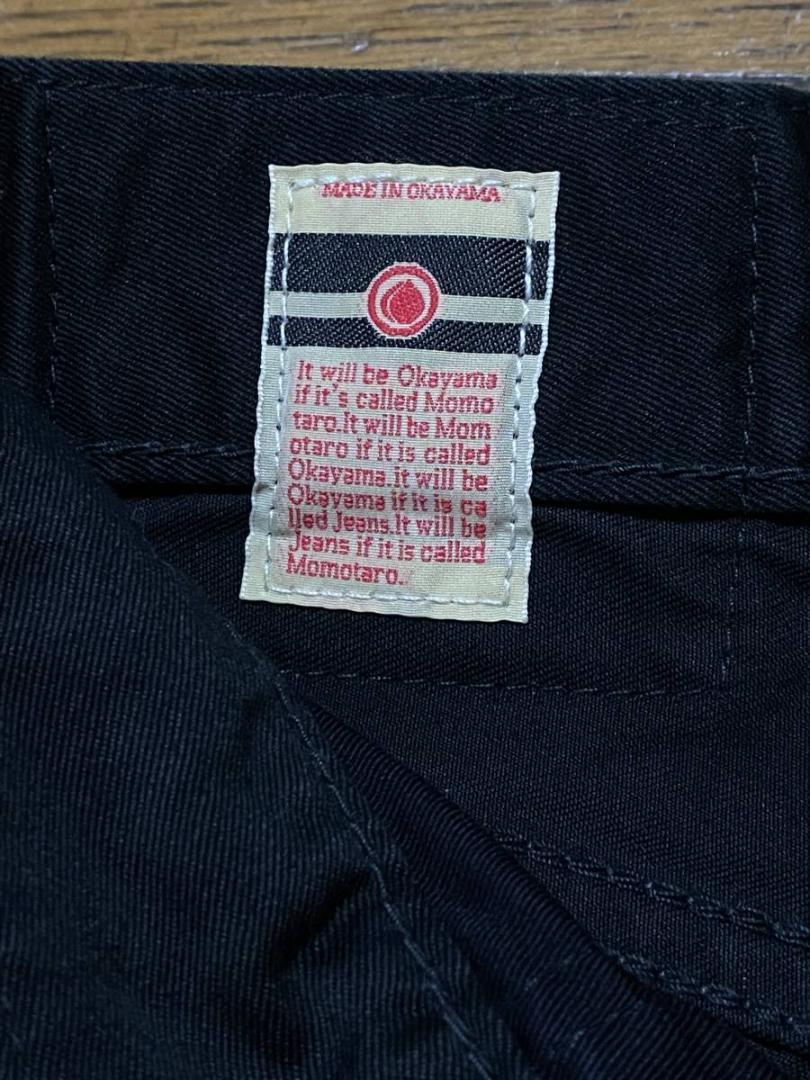 MADE IN OKAYAMA
It will be Okayama
if it's called Momo
taro.It will be Mom
otaro if it is called
Okayama.it will be
Okayama if it is ca
lled Jeans.It will be
Jeans if it is called
Momotaro.